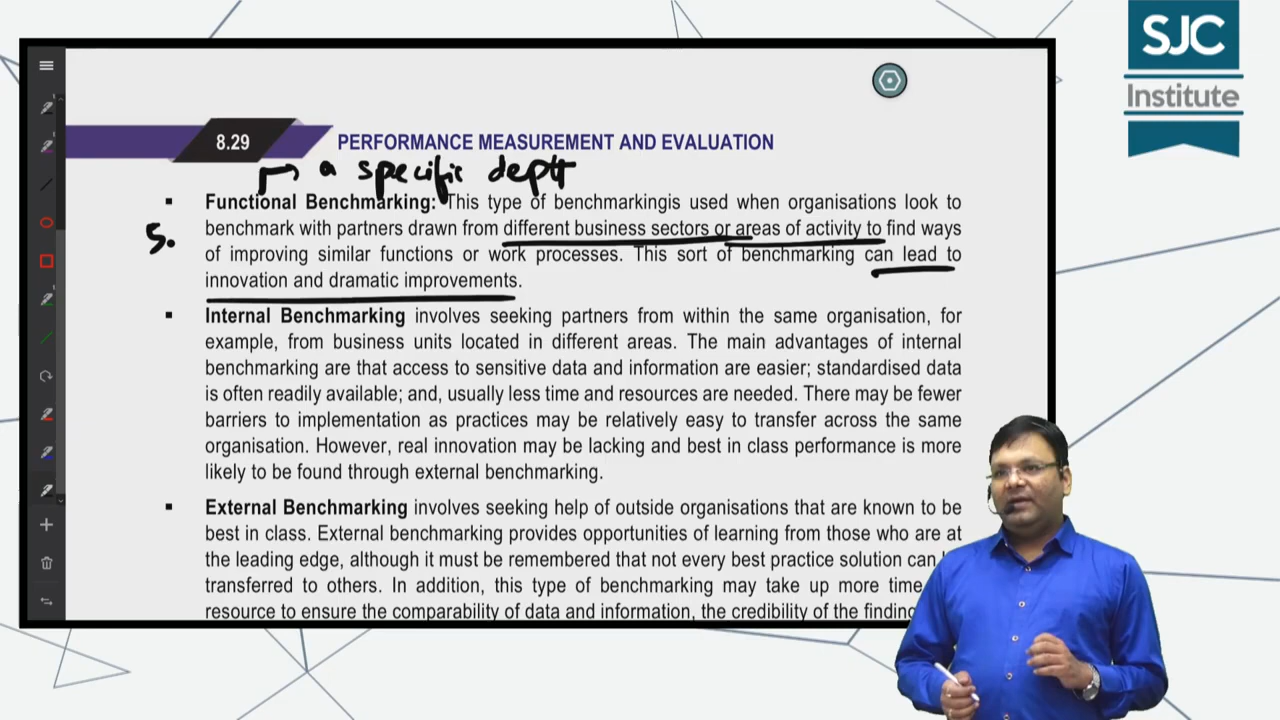 SJC
Institute
8.29
PERFORMANCE MEASUREMENT AND EVALUATION
a specific deptt
▪ Functional Benchmarking: This type of benchmarkingis used when organisations look to
5.
benchmark with partners drawn from different business sectors or areas of activity to find ways
of improving similar functions or work processes. This sort of benchmarking can lead to
innovation and dramatic improvements.
▪ Internal Benchmarking involves seeking partners from within the same organisation, for
example, from business units located in different areas. The main advantages of internal
benchmarking are that access to sensitive data and information are easier; standardised data
is often readily available; and, usually less time and resources are needed. There may be fewer
barriers to implementation as practices may be relatively easy to transfer across the same
organisation. However, real innovation may be lacking and best in class performance is more
likely to be found through external benchmarking.
▪ External Benchmarking involves seeking help of outside organisations that are known to be
best in class. External benchmarking provides opportunities of learning from those who are at
the leading edge, although it must be remembered that not every best practice solution can
transferred to others. In addition, this type of benchmarking may take up more time
resource to ensure the comparability of data and information, the credibility of the